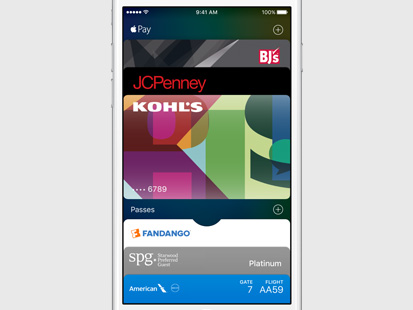 9:41 AM 100%
Pay
BJ's
JCPenney
KOHL'S
•••• 6789
Passes
FANDANGO
spg. Starwood Preferred Guest Platinum
American GATE 7 FLIGHT AA59